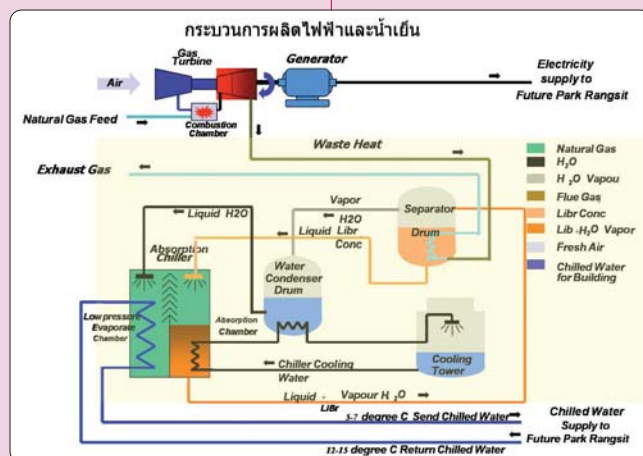 กระบวนการผลิตไฟฟ้าและน้ำเย็น
Gas
Turbine
Generator
Air
Electricity
supply to
Future Park Rangsit
Natural Gas Feed
Combustion
Chamber
Waste Heat
Exhaust Gas
Natural Gas
H2O
H 2O Vapou
Flue Gas
Libr Conc
Lib +H2O Vapor
Fresh Air
Chilled Water
for Building
Vapor
H2O
Liquid H2O
Liquid Libr
Conc
Separator
Drum
Absorption
Chiller
Water
Condenser
Drum
Low pressure
Evaporate
Chamber
Absorption
Chamber
Chiller Cooling
Water
Cooling
Tower
Liquid + Vapour H2O
LiBr
5-7 degree C Send Chilled Water
12-15 degree C Return Chilled Water
Chilled Water
Supply to
Future Park Rangsit